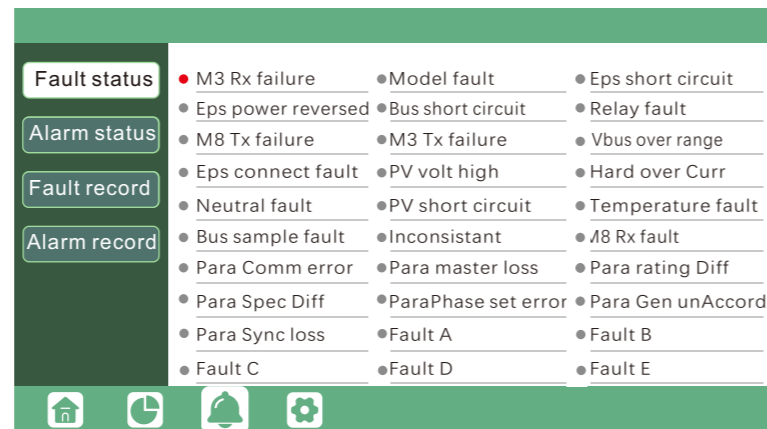 Fault status
Alarm status
Fault record
Alarm record
M3 Rx failure Model fault Eps short circuit
Eps power reversed Bus short circuit Relay fault
M8 Tx failure M3 Tx failure Vbus over range
Eps connect fault PV volt high Hard over Curr
Neutral fault PV short circuit Temperature fault
Bus sample fault Inconsistant Rx fault
Para Comm error Para master loss Para rating Diff
Para Spec Diff ParaPhase set error Para Gen unAccord
Para Sync loss Fault A Fault B
Fault C Fault D Fault E